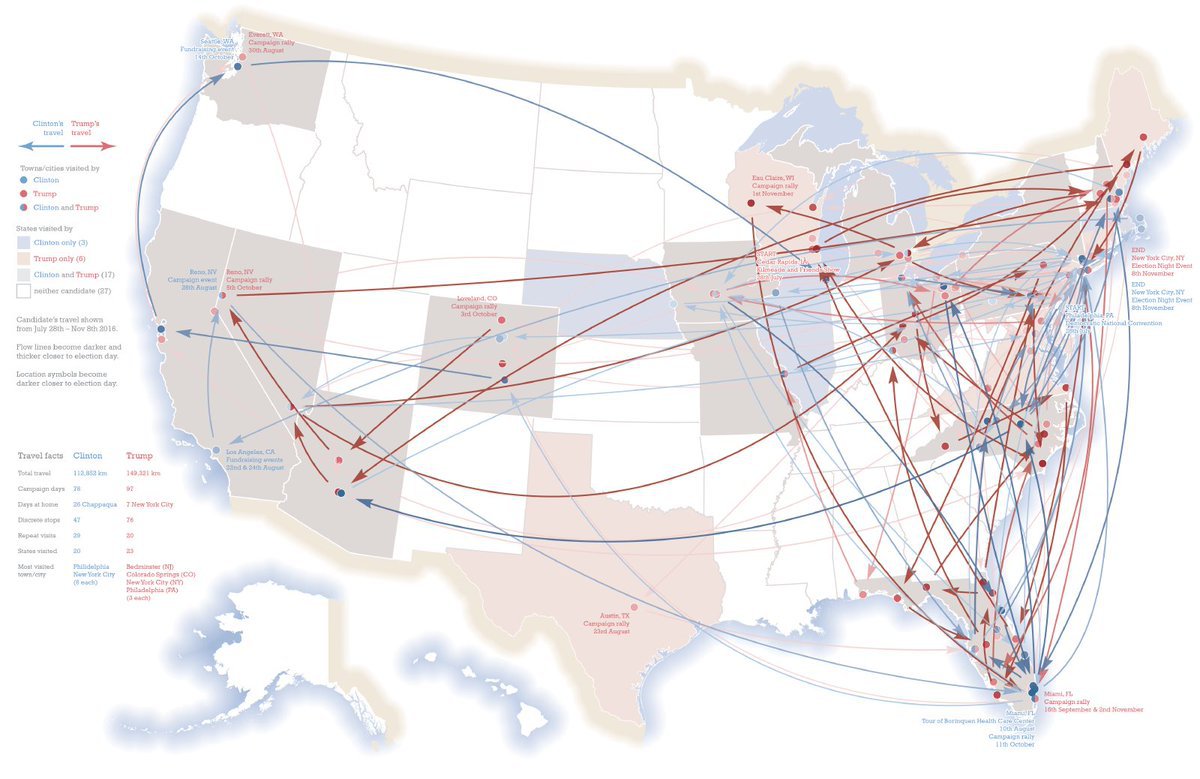 Seattle, WA
Fundraising event
14th October
Everett, WA
Campaign rally
30th August
Clinton's travel
Trump's travel
Towns/cities visited by
Clinton
Trump
Clinton and Trump
States visited by
Clinton only (3)
Trump only (6)
Clinton and Trump (17)
neither candidate (27)
Candidate's travel shown
from July 28th – Nov 8th 2016.
Flow lines become darker and
thicker closer to election day.
Location symbols become
darker closer to election day.
Reno, NV
Campaign event
25th August
Reno, NV
Campaign rally
5th October
Loveland, CO
Campaign rally
3rd October
Eau Claire, WI
Campaign rally
1st November
START
Cedar Rapids, IA
Kilmeade and Friends Show
END
New York City, NY
Election Night Event
8th November
END
New York City, NY
Election Night Event
8th November
START
Philadelphia, PA
Democratic National Convention
Los Angeles, CA
Fundraising events
22nd & 24th August
Travel facts Clinton Trump
Total travel 112,852 km 149,321 km
Campaign days 78 97
Days at home 26 Chappaqua 7 New York City
Discrete stops 47 76
Repeat visits 29 20
States visited 20 23
Most visited town/city
Philidelphia
New York City
(8 each)
Bedminster (NJ)
Colorado Springs (CO)
New York City (NY)
Philadelphia (PA)
(3 each)
Austin, TX
Campaign rally
23rd August
Miami, FL
Campaign rally
16th September & 2nd November
Miami, FL
Tour of Borinquen Health Care Center
10th August
Campaign rally
11th October